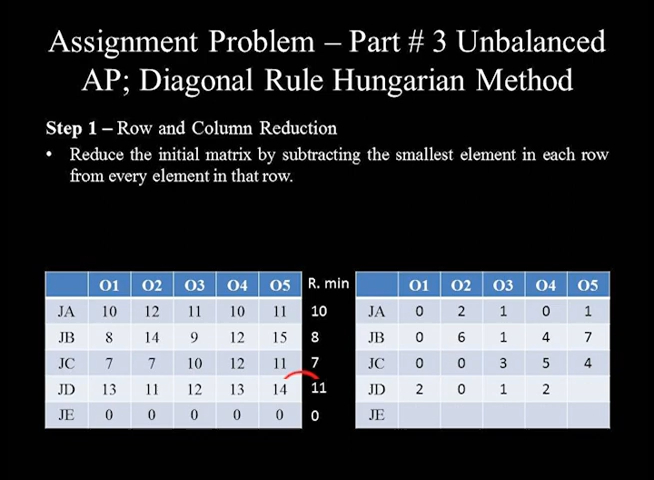 Assignment Problem – Part # 3 Unbalanced
AP; Diagonal Rule Hungarian Method
Step 1 – Row and Column Reduction
• Reduce the initial matrix by subtracting the smallest element in each row
from every element in that row.
O1 O2 O3 O4 O5 R. min
JA 10 12 11 10 11 10
JB 8 14 9 12 15 8
JC 7 7 10 12 11 7
JD 13 11 12 13 14 11
JE 0 0 0 0 0 0
O1 O2 O3 O4 O5
JA 0 2 1 0 1
JB 0 6 1 4 7
JC 0 0 3 5 4
JD 2 0 1 2
JE